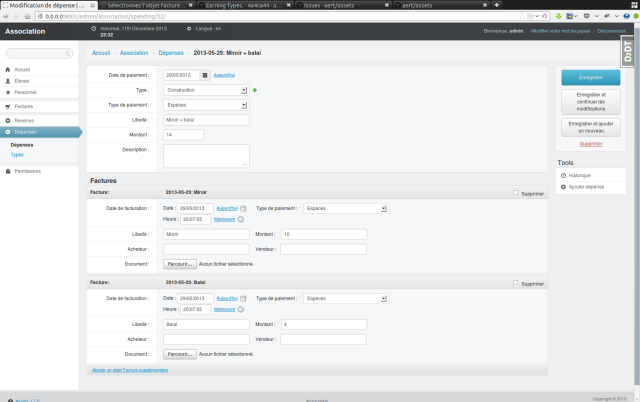 Modification de dépense | ...
Sélectionnez l'objet facture...
Earning Types · 4a4ca44 · a...
Issues · aert/assets
aert/assets
0.0.0.0:8000/admin/association/spending/32/
Association
mercredi, 11th Décembre 2013
23:32
Langue : en
Bienvenue, admin
Modifier votre mot de passe
Déconnexion
DjDT
Accueil
Élèves
Personnel
Factures
Revenus
Dépenses
Dépenses
Types
Permissions
Accueil
Association
Dépenses
2013-05-29: Miroir + balai
Date de paiement :
29/05/2013
Aujourd'hui
Type :
Construction
Type de paiement :
Espèces
Libellé :
Miroir + balai
Montant :
14
Description :
Factures
Facture:
2013-05-29: Miroir
Supprimer
Date de facturation :
Date :
29/05/2013
Aujourd'hui
Type de paiement :
Espèces
Heure :
20:07:55
Maintenant
Libellé :
Miroir
Montant :
10
Acheteur :
Vendeur :
Document :
Parcourir...
Aucun fichier sélectionné.
Facture:
2013-05-29: Balai
Supprimer
Date de facturation :
Date :
29/05/2013
Aujourd'hui
Type de paiement :
Espèces
Heure :
20:07:55
Maintenant
Libellé :
Balai
Montant :
4
Acheteur :
Vendeur :
Document :
Parcourir...
Aucun fichier sélectionné.
Ajouter un objet Facture supplémentaire
Enregistrer
Enregistrer et
continuer les
modifications
Enregistrer et ajouter
un nouveau
Supprimer
Tools
Historique
Ajouter dépense
Association
Copyright © 2013